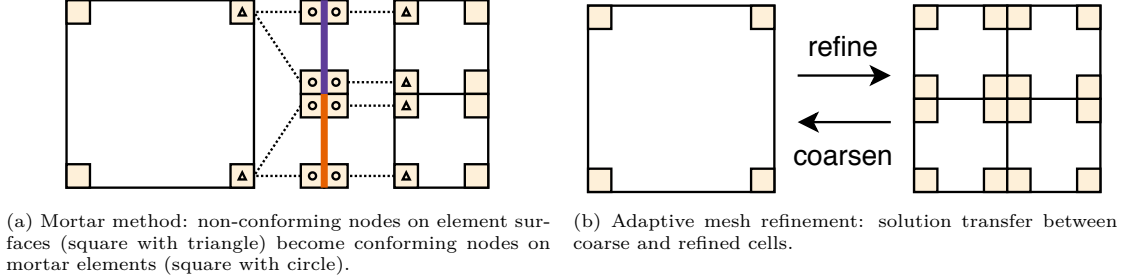 refine
coarsen
(a) Mortar method: non-conforming nodes on element sur-
faces (square with triangle) become conforming nodes on
mortar elements (square with circle).
(b) Adaptive mesh refinement: solution transfer between
coarse and refined cells.